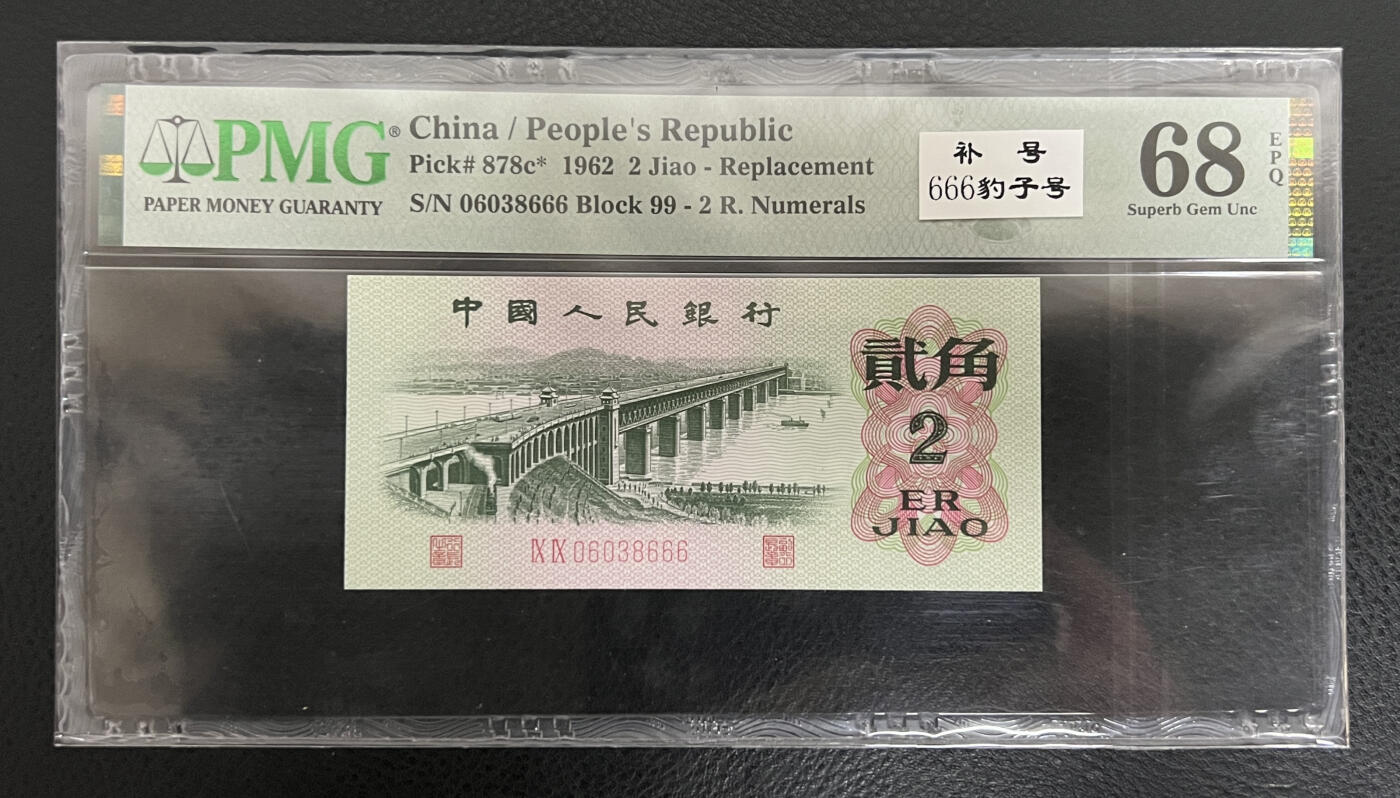 PMG®
PAPER MONEY GUARANTY
China / People's Republic
Pick# 878c* 1962 2 Jiao - Replacement
S/N 06038666 Block 99 - 2 R. Numerals
补 号
666豹子号
68
EPQ
Superb Gem Unc
中國人民銀行
貳角
2
ER
JIAO
ⅨⅨ 06038666